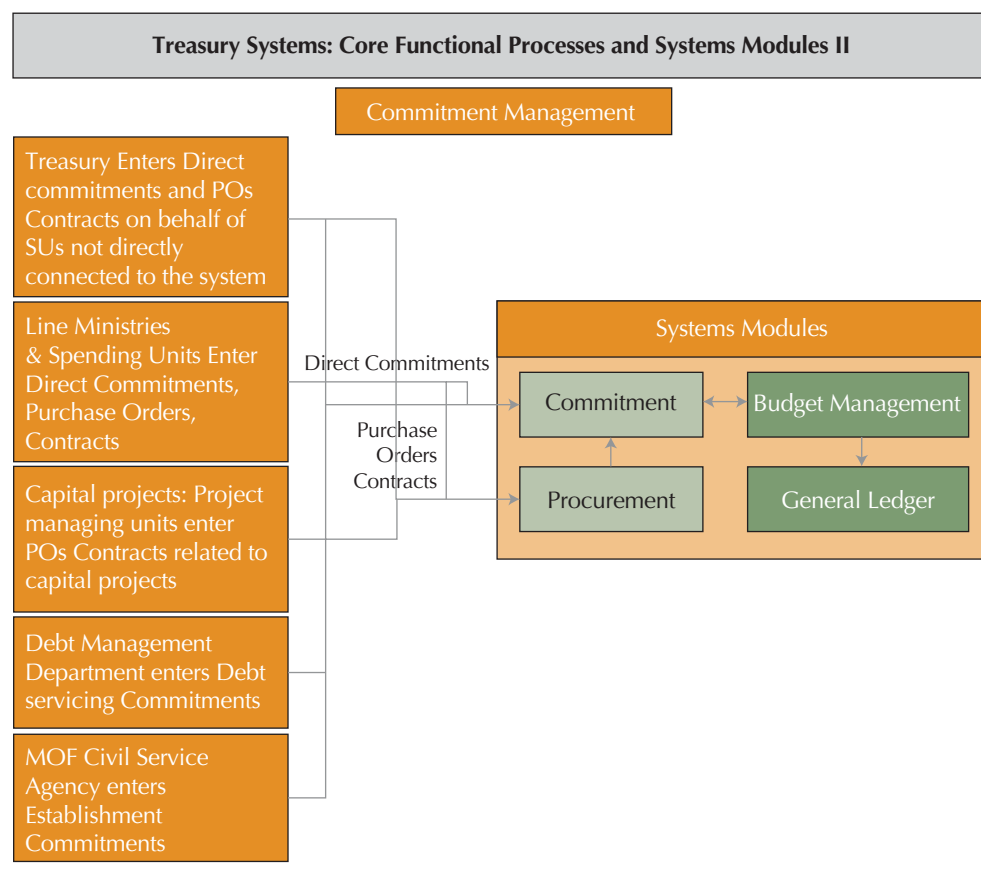 Treasury Systems: Core Functional Processes and Systems Modules II
Commitment Management
Treasury Enters Direct
commitments and POs
Contracts on behalf of
SUs not directly
connected to the system
Line Ministries
& Spending Units Enter
Direct Commitments,
Purchase Orders,
Contracts
Capital projects: Project
managing units enter
POs Contracts related to
capital projects
Debt Management
Department enters Debt
servicing Commitments
MOF Civil Service
Agency enters
Establishment
Commitments
Direct Commitments
Purchase
Orders
Contracts
Systems Modules
Commitment
Budget Management
Procurement
General Ledger